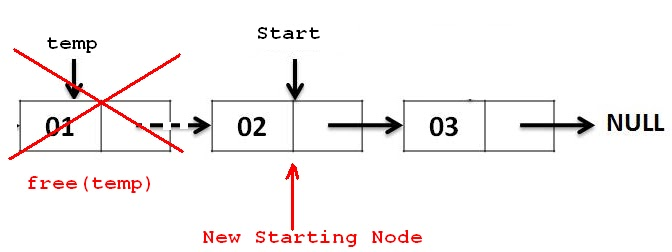 temp
Start
01
02
03
NULL
free(temp)
New Starting Node